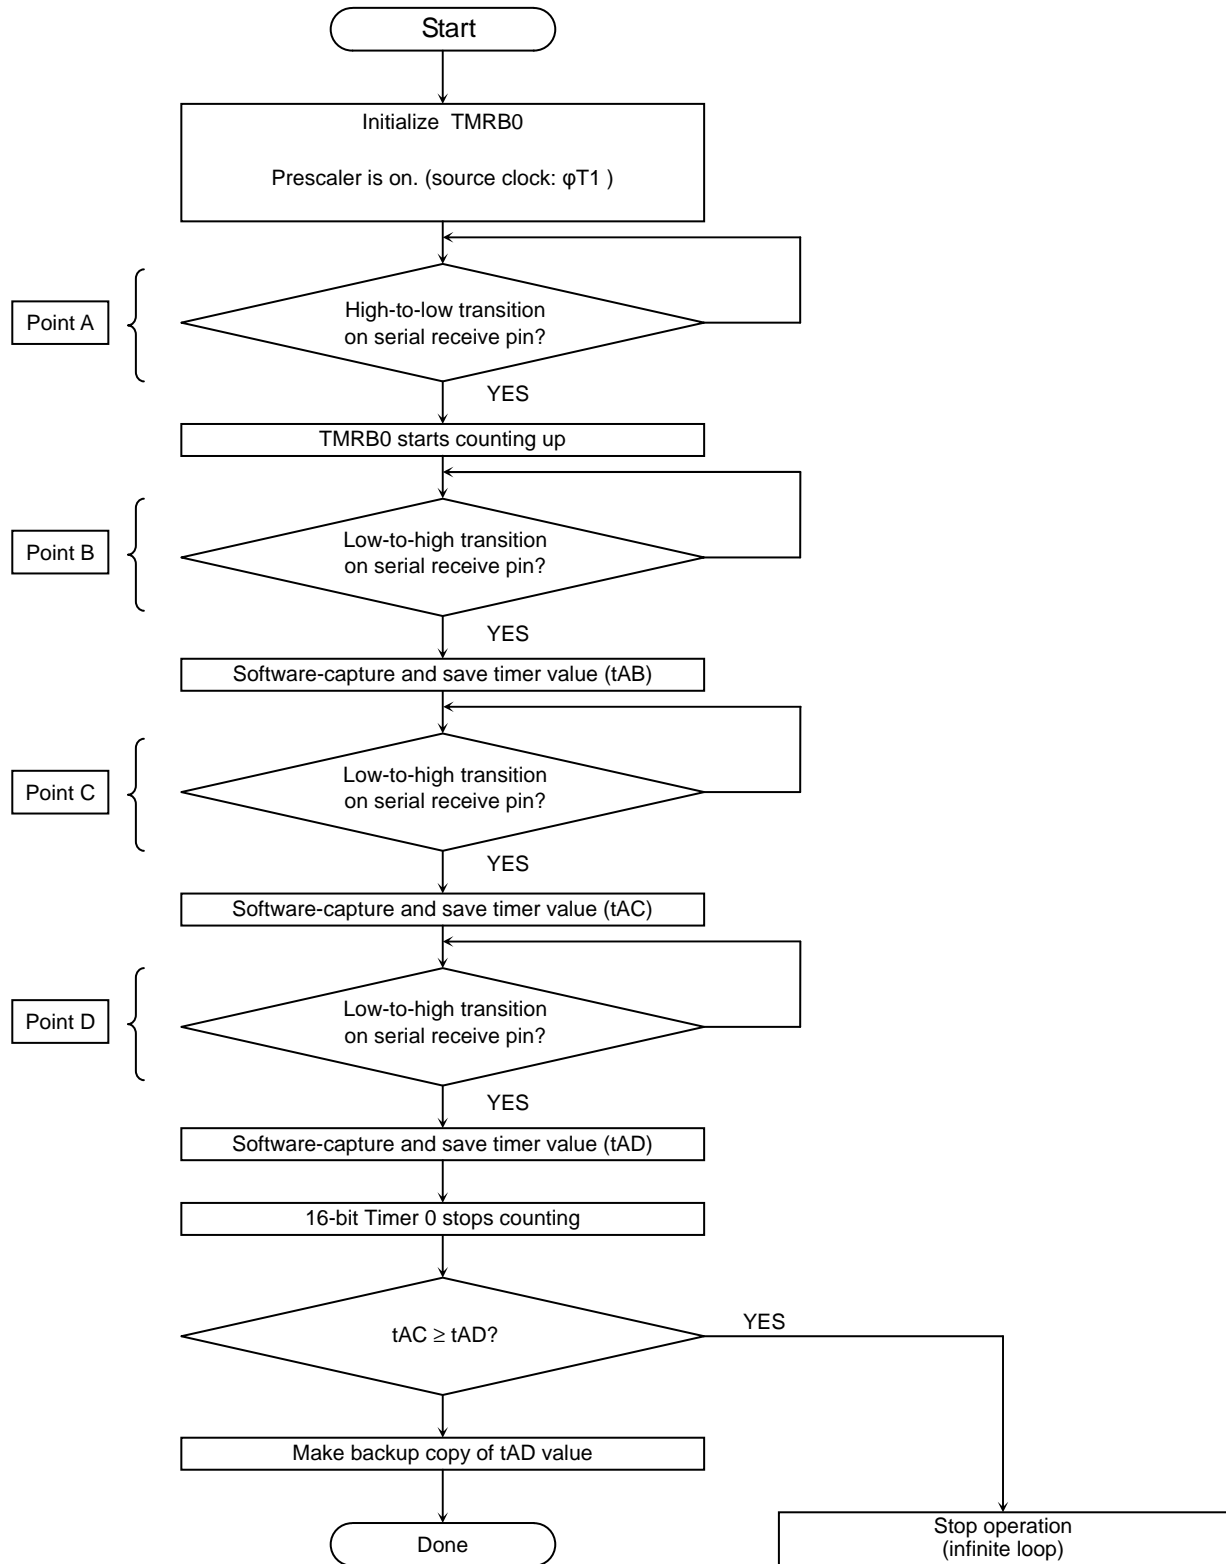 Start
Initialize TMRB0
Prescaler is on. (source clock: φT1 )
Point A
High-to-low transition
on serial receive pin?
YES
TMRB0 starts counting up
Point B
Low-to-high transition
on serial receive pin?
YES
Software-capture and save timer value (tAB)
Point C
Low-to-high transition
on serial receive pin?
YES
Software-capture and save timer value (tAC)
Point D
Low-to-high transition
on serial receive pin?
YES
Software-capture and save timer value (tAD)
16-bit Timer 0 stops counting
tAC ≥ tAD?
YES
Make backup copy of tAD value
Done
Stop operation
(infinite loop)